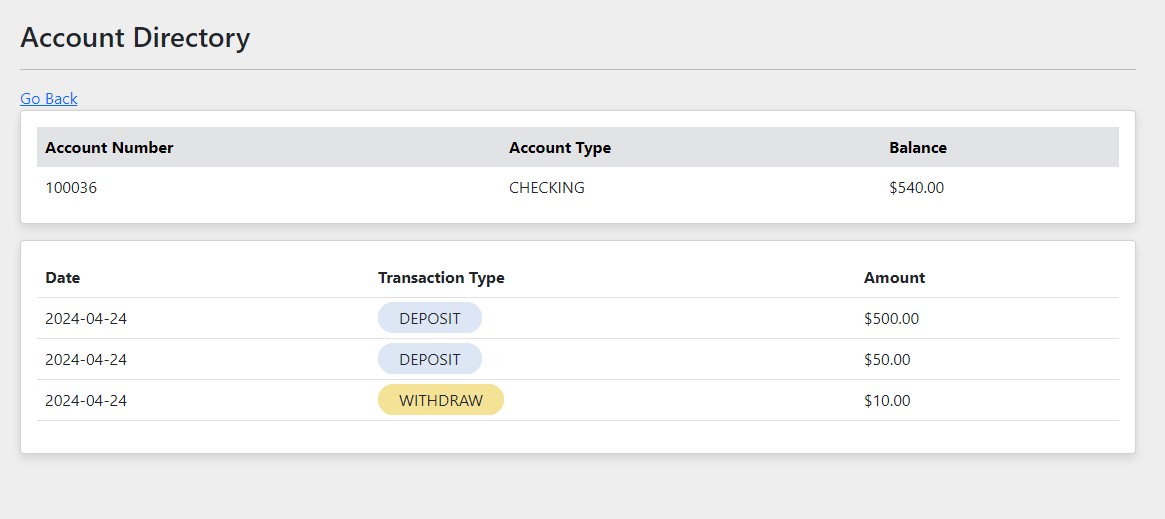 Account Directory
Go Back
Account Number Account Type Balance
100036 CHECKING $540.00
Date Transaction Type Amount
2024-04-24 DEPOSIT $500.00
2024-04-24 DEPOSIT $50.00
2024-04-24 WITHDRAW $10.00